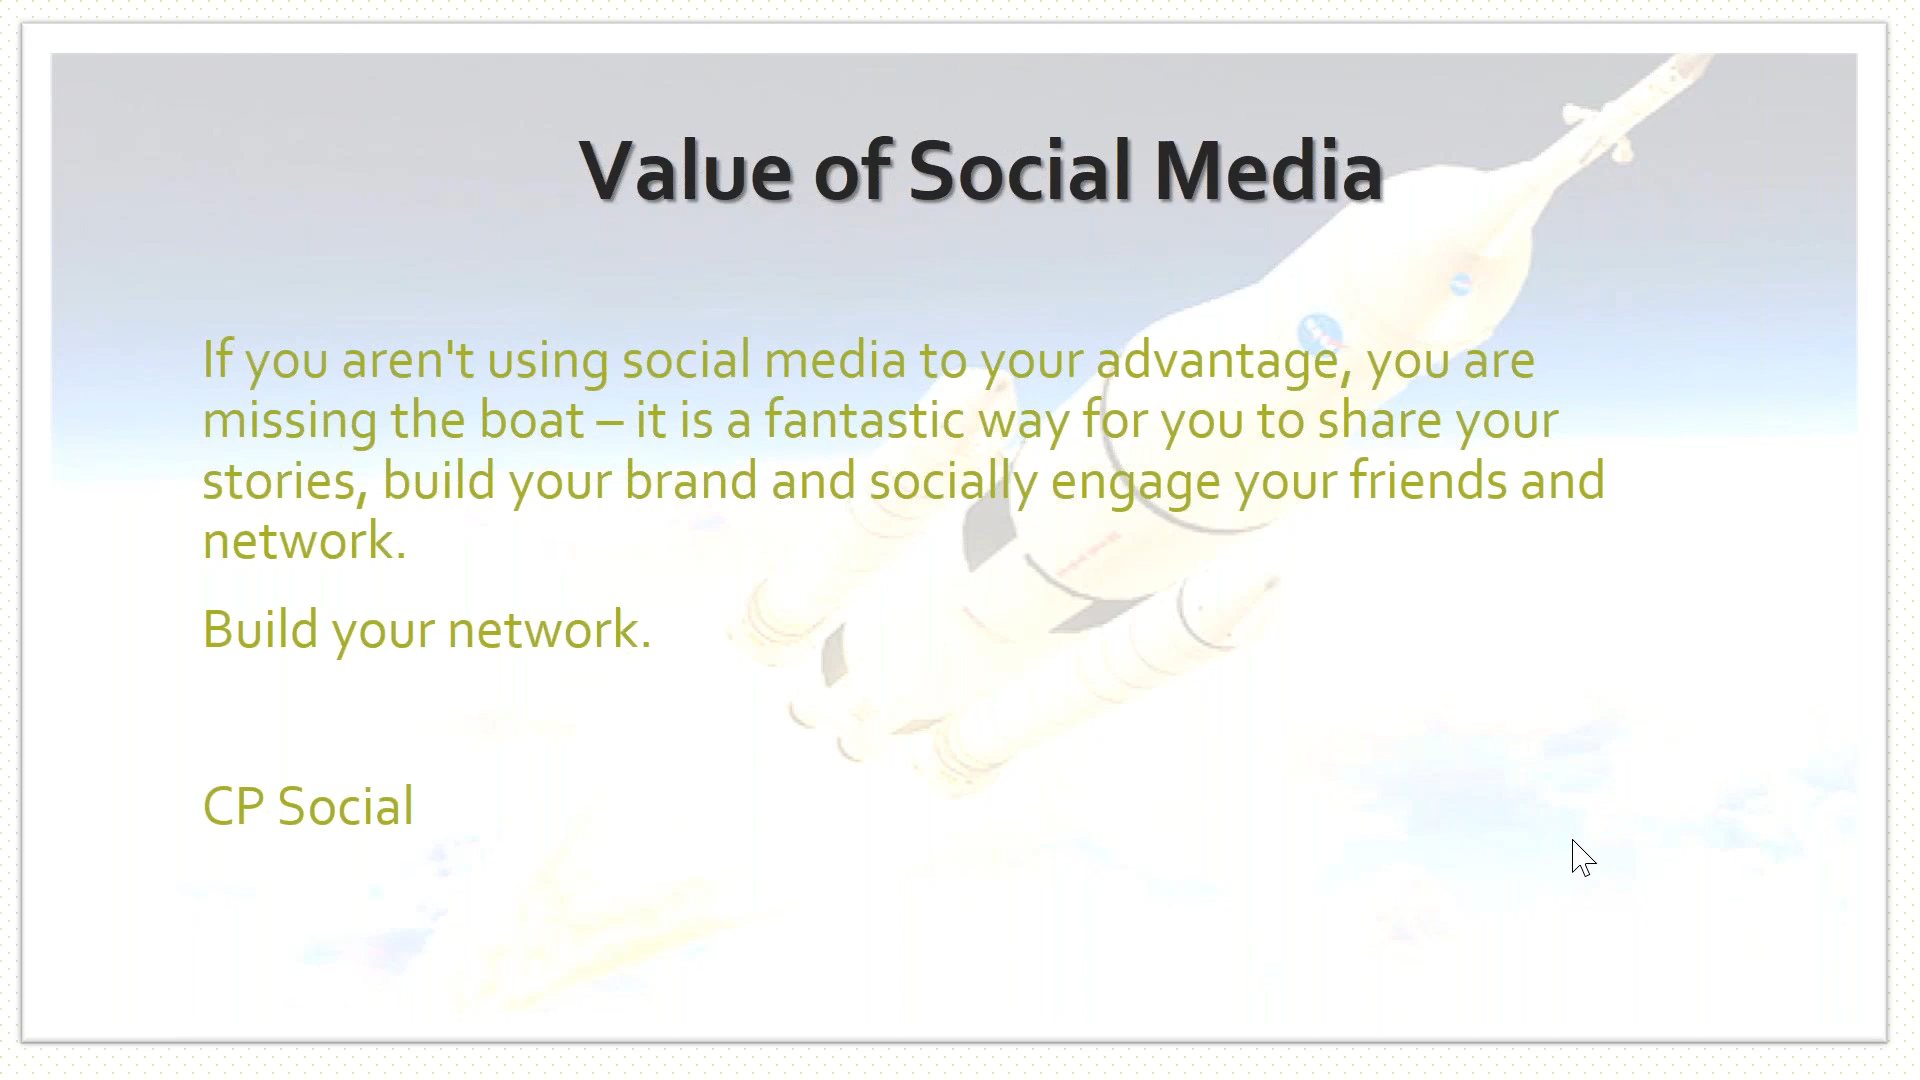 Value of Social Media
If you aren't using social media to your advantage, you are
missing the boat – it is a fantastic way for you to share your
stories, build your brand and socially engage your friends and
network.
Build your network.
CP Social